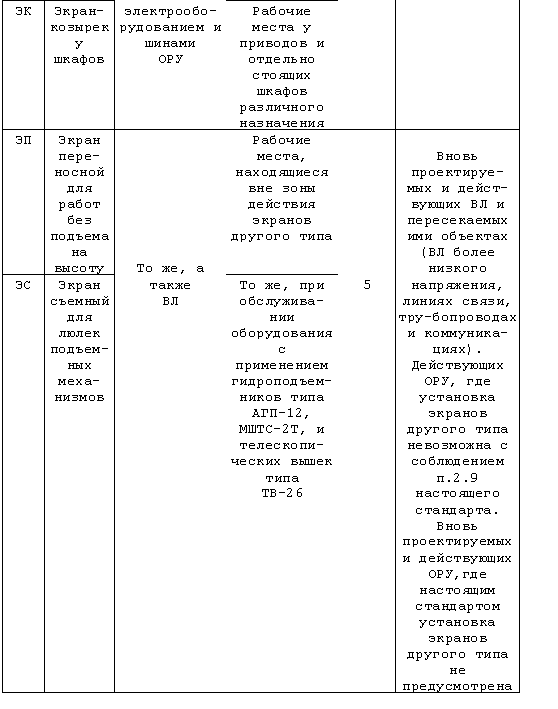 ЭК
Экран-
козырек
у
шкафов
электрообо-
рудованием и
шинами
ОРУ
Рабочие
места у
приводов и
отдельно
стоящих
шкафов
различного
назначения
ЭП
Экран
пере-
носной
для
работ
без
подъема
на
высоту
То же, а
также
ВЛ
Рабочие
места,
находящиеся
вне зоны
действия
экранов
другого типа
5
Вновь
проектируе-
мых и дейст-
вующих ВЛ и
пересекаемых
ими объектах
(ВЛ более
низкого
напряжения,
линиях связи,
тру-бопроводах
и коммуника-
циях).
Действующих
ОРУ, где
установка
экранов
другого типа
невозможна с
соблюдением
п.2.9
настоящего
стандарта.
Вновь
проектируемых
и действующих
ОРУ,где
настоящим
стандартом
установка
экранов
другого типа
не
предусмотрена
ЭС
Экран
съемный
для
люлек
подъем-
ных
меха-
низмов
То же, при
обслужива-
нии
оборудования
с
применением
гидроподъем-
ников типа
АГП-12,
МШТС-2Т, и
телескопи-
ческих вышек
типа
ТВ-26